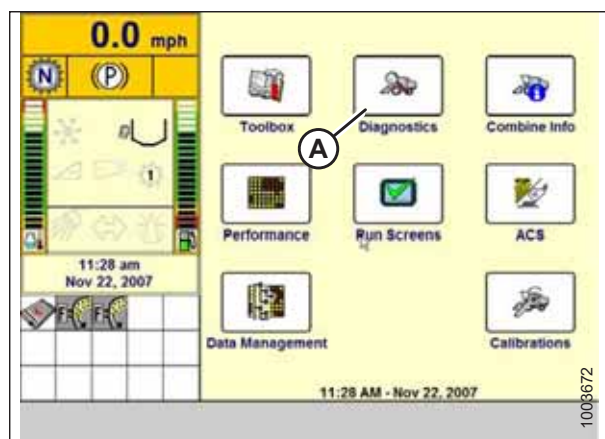 0.0 mph
N
(P)
1
11:28 am
Nov 22, 2007
Toolbox
Diagnostics
Combine Info
A
Performance
Run Screens
ACS
Data Management
Calibrations
11:28 AM - Nov 22, 2007
1003672